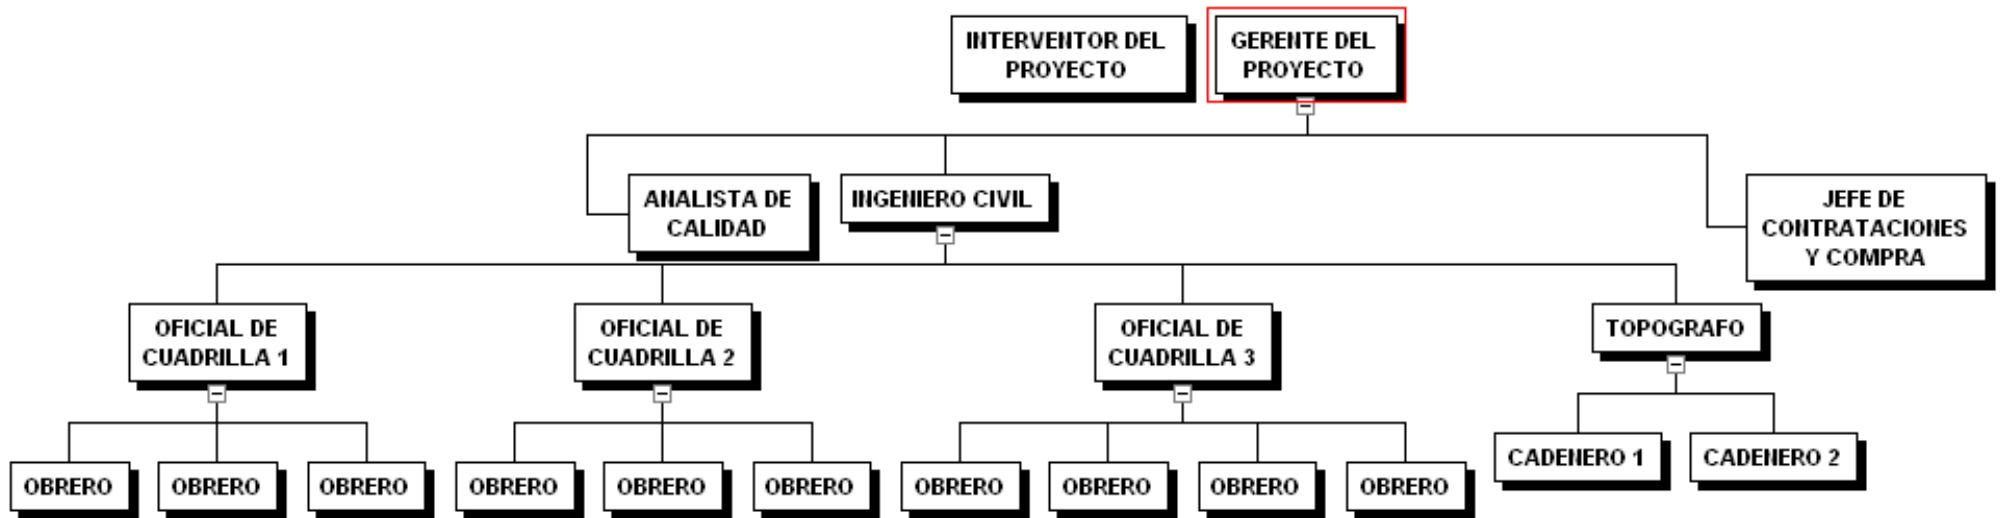 INTERVENTOR DEL
PROYECTO
GERENTE DEL
PROYECTO
ANALISTA DE
CALIDAD
INGENIERO CIVIL
JEFE DE
CONTRATACIONES
Y COMPRA
OFICIAL DE
CUADRILLA 1
OFICIAL DE
CUADRILLA 2
OFICIAL DE
CUADRILLA 3
TOPOGRAFO
OBRERO
OBRERO
OBRERO
OBRERO
OBRERO
OBRERO
OBRERO
OBRERO
OBRERO
OBRERO
CADENERO 1
CADENERO 2